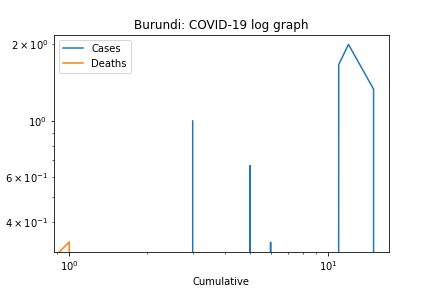 Burundi: COVID-19 log graph
Cases
Deaths
2 × 10⁰
10⁰
6 × 10⁻¹
4 × 10⁻¹
10⁰ 10¹
Cumulative